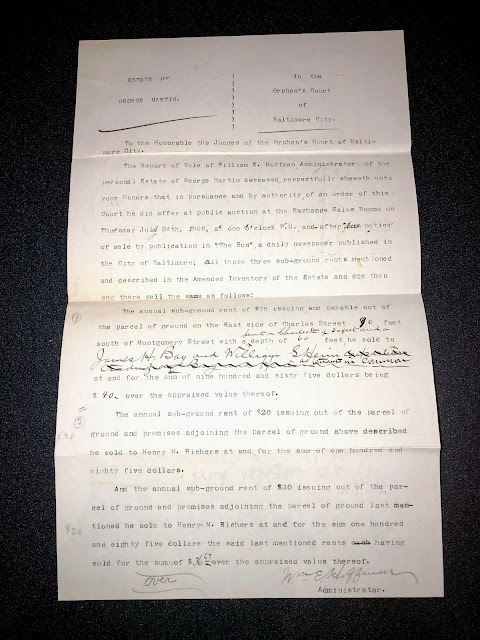 ESTATE OF
GEORGE MARTIN.
In the
Orphan's Court
of
Baltimore City.
To the Honorable the Judges of the Orphan's Court of Balti-
more City.
The Report of Sale of William E. Hoffman Administrator of the
personal Estate of George Martin deceased respectfully sheweth unto
your Honors that in pursuance and by authority of an order of this
Court he did offer at public auction at the Exchange Sales Rooms on
Thursday July 24th, at one O'clock P.M. and after due notice
of sale by publication in "The Sun", a daily newspaper published in
the City of Baltimore; All those three sub-ground rents mentioned
and described in the Amended Inventory of the Estate and did then
and there sell the same as follows:
The annual sub-ground rent of $75 issuing and payable out of
the parcel of ground on the East side of Charles Street 90 feet
south of Montgomery Street with a depth of 60 feet he sold to
James H. Bay and William G
at and for the sum of nine hundred and sixty five dollars being
$ 40. over the appraised value thereof.
(2)
The annual sub-ground rent of $20 issuing out of the parcel of
ground and premises adjoining the parcel of ground above described
he sold to Henry N. Richers at and for the sum of one hundred and
eighty five dollars.
$20
And the annual sub-ground rent of $20 issuing out of the par-
cel of ground and premises adjoining the parcel of ground last men-
tioned he sold to Henry N. Richers at and for the sum one hundred
and eighty five dollars the said last mentioned rents each having
sold for the sum of $ over the appraised value thereof.
over
Wm E Hoffman
Administrator.